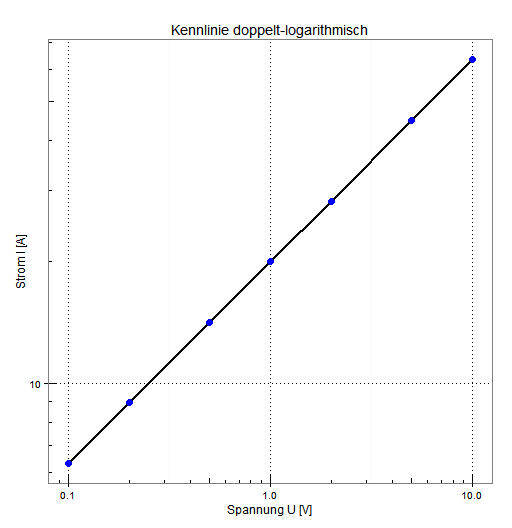 Kennlinie doppelt-logarithmisch
Strom I [A]
10
0.1 1.0 10.0
Spannung U [V]